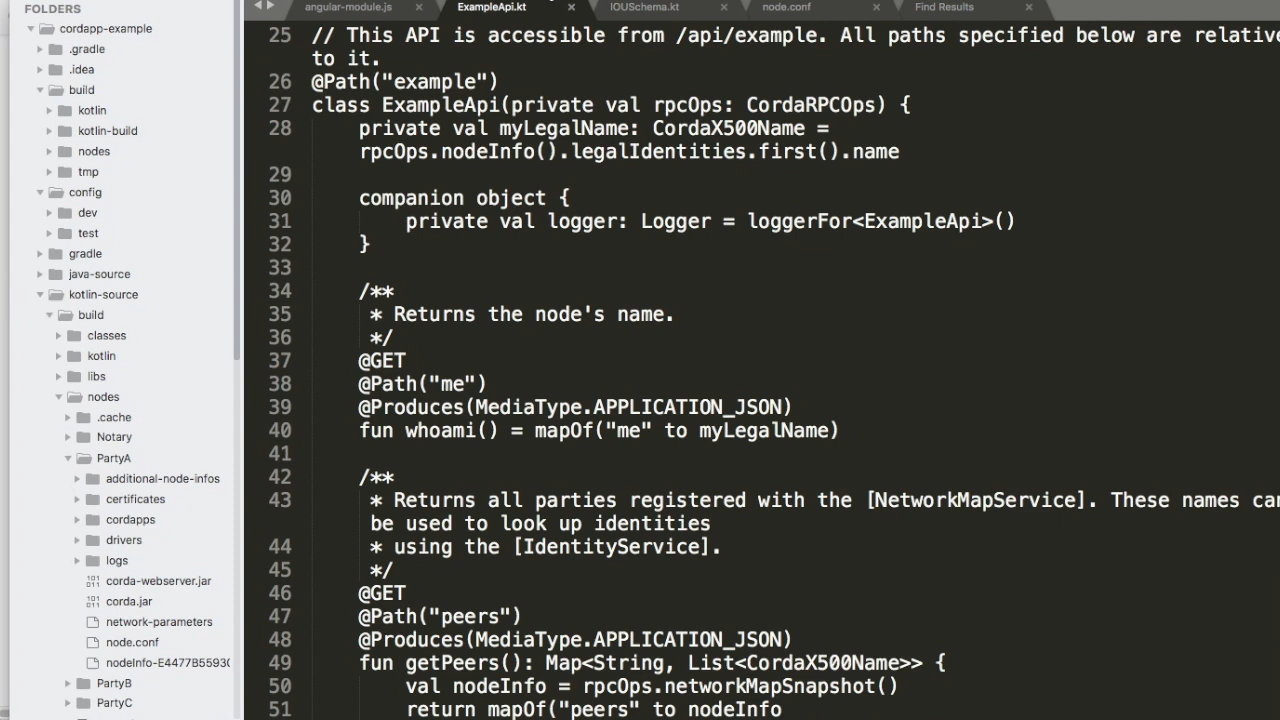 FOLDERS
cordapp-example
.gradle
.idea
build
kotlin
kotlin-build
nodes
tmp
config
dev
test
gradle
java-source
kotlin-source
build
classes
kotlin
libs
nodes
.cache
Notary
PartyA
additional-node-infos
certificates
cordapps
drivers
logs
corda-webserver.jar
corda.jar
network-parameters
node.conf
nodeInfo-E4477B5593
PartyB
PartyC
angular-module.js
ExampleApi.kt
IOUSchema.kt
node.conf
Find Results
25 // This API is accessible from /api/example. All paths specified below are relative
to it.
26 @Path("example")
27 class ExampleApi(private val rpcOps: CordaRPCOps) {
28 private val myLegalName: CordaX500Name =
rpcOps.nodeInfo().legalIdentities.first().name
29
30 companion object {
31 private val logger: Logger = loggerFor<ExampleApi>()
32 }
33
34 /**
35 * Returns the node's name.
36 */
37 @GET
38 @Path("me")
39 @Produces(MediaType.APPLICATION_JSON)
40 fun whoami() = mapOf("me" to myLegalName)
41
42 /**
43 * Returns all parties registered with the [NetworkMapService]. These names can
be used to look up identities
44 * using the [IdentityService].
45 */
46 @GET
47 @Path("peers")
48 @Produces(MediaType.APPLICATION_JSON)
49 fun getPeers(): Map<String, List<CordaX500Name>> {
50 val nodeInfo = rpcOps.networkMapSnapshot()
51 return mapOf("peers" to nodeInfo